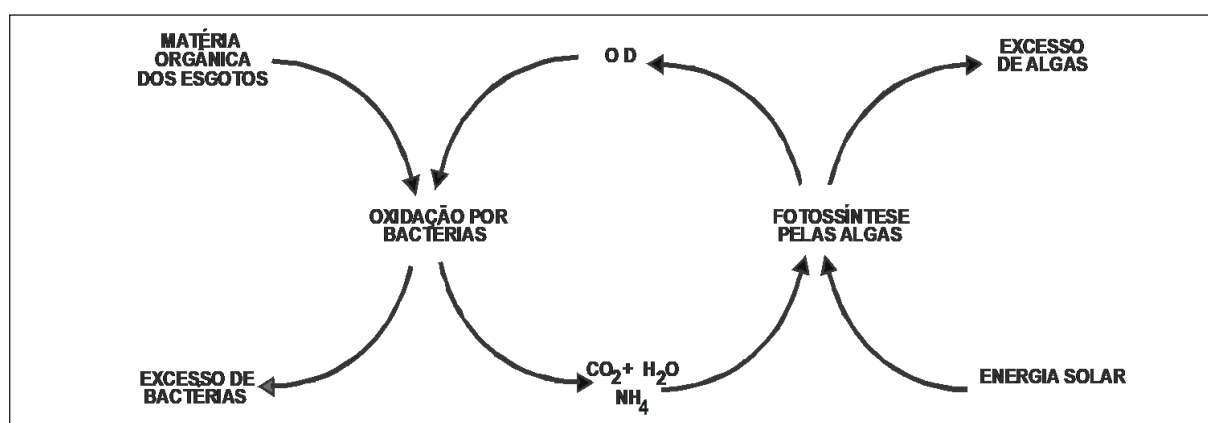 MATÉRIA
ORGÂNICA
DOS ESGOTOS
O D
EXCESSO
DE ALGAS
OXIDAÇÃO POR
BACTÉRIAS
FOTOSSÍNTESE
PELAS ALGAS
EXCESSO DE
BACTÉRIAS
CO2+ H2O
NH4
ENERGIA SOLAR